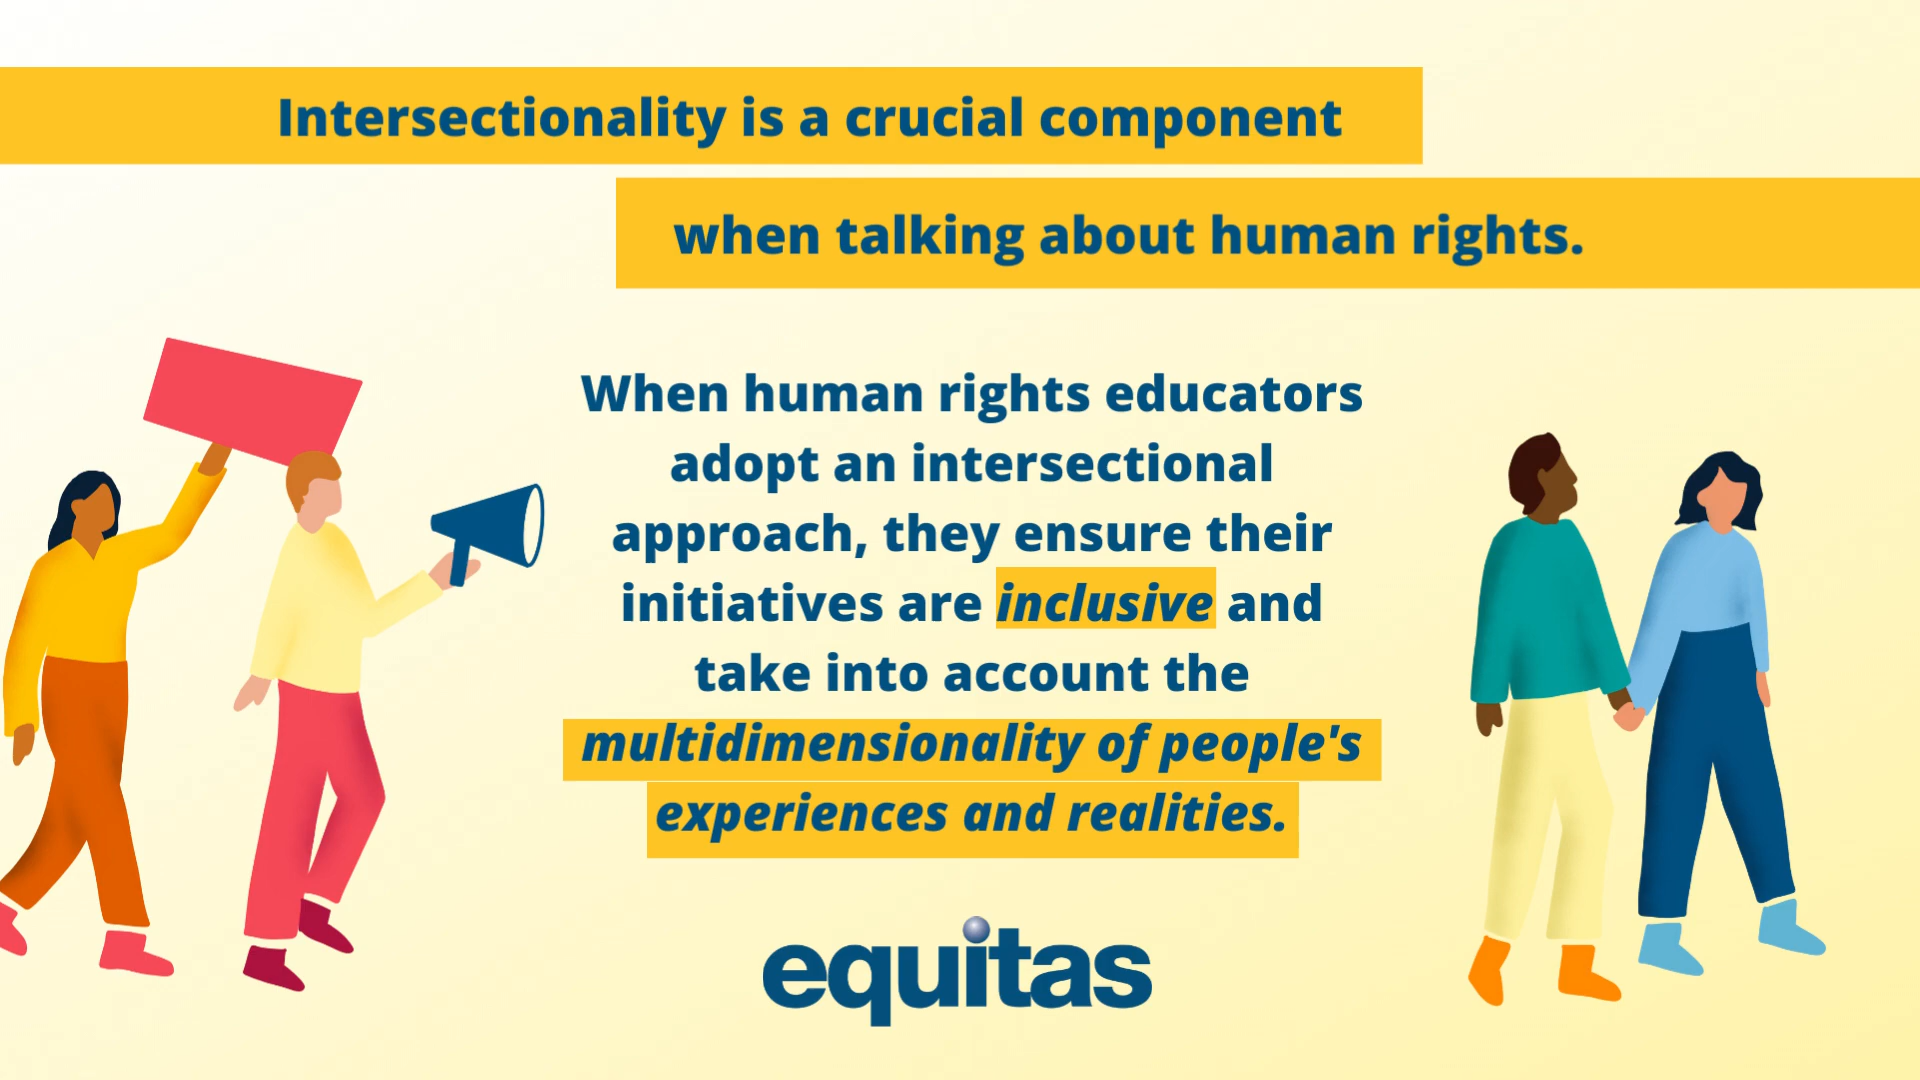 Intersectionality is a crucial component
when talking about human rights.
When human rights educators
adopt an intersectional
approach, they ensure their
initiatives are inclusive and
take into account the
multidimensionality of people's
experiences and realities.
equitas